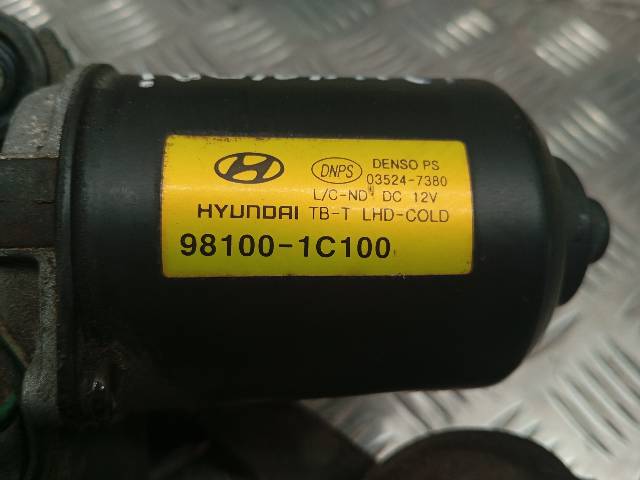 DNPS DENSO PS
03524-7380
L/C-ND DC 12V
HYUNDAI TB-T LHD-COLD
98100-1C100